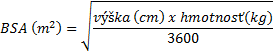 BSA (m²) = √(výška (cm) x hmotnosť(kg) / 3600)